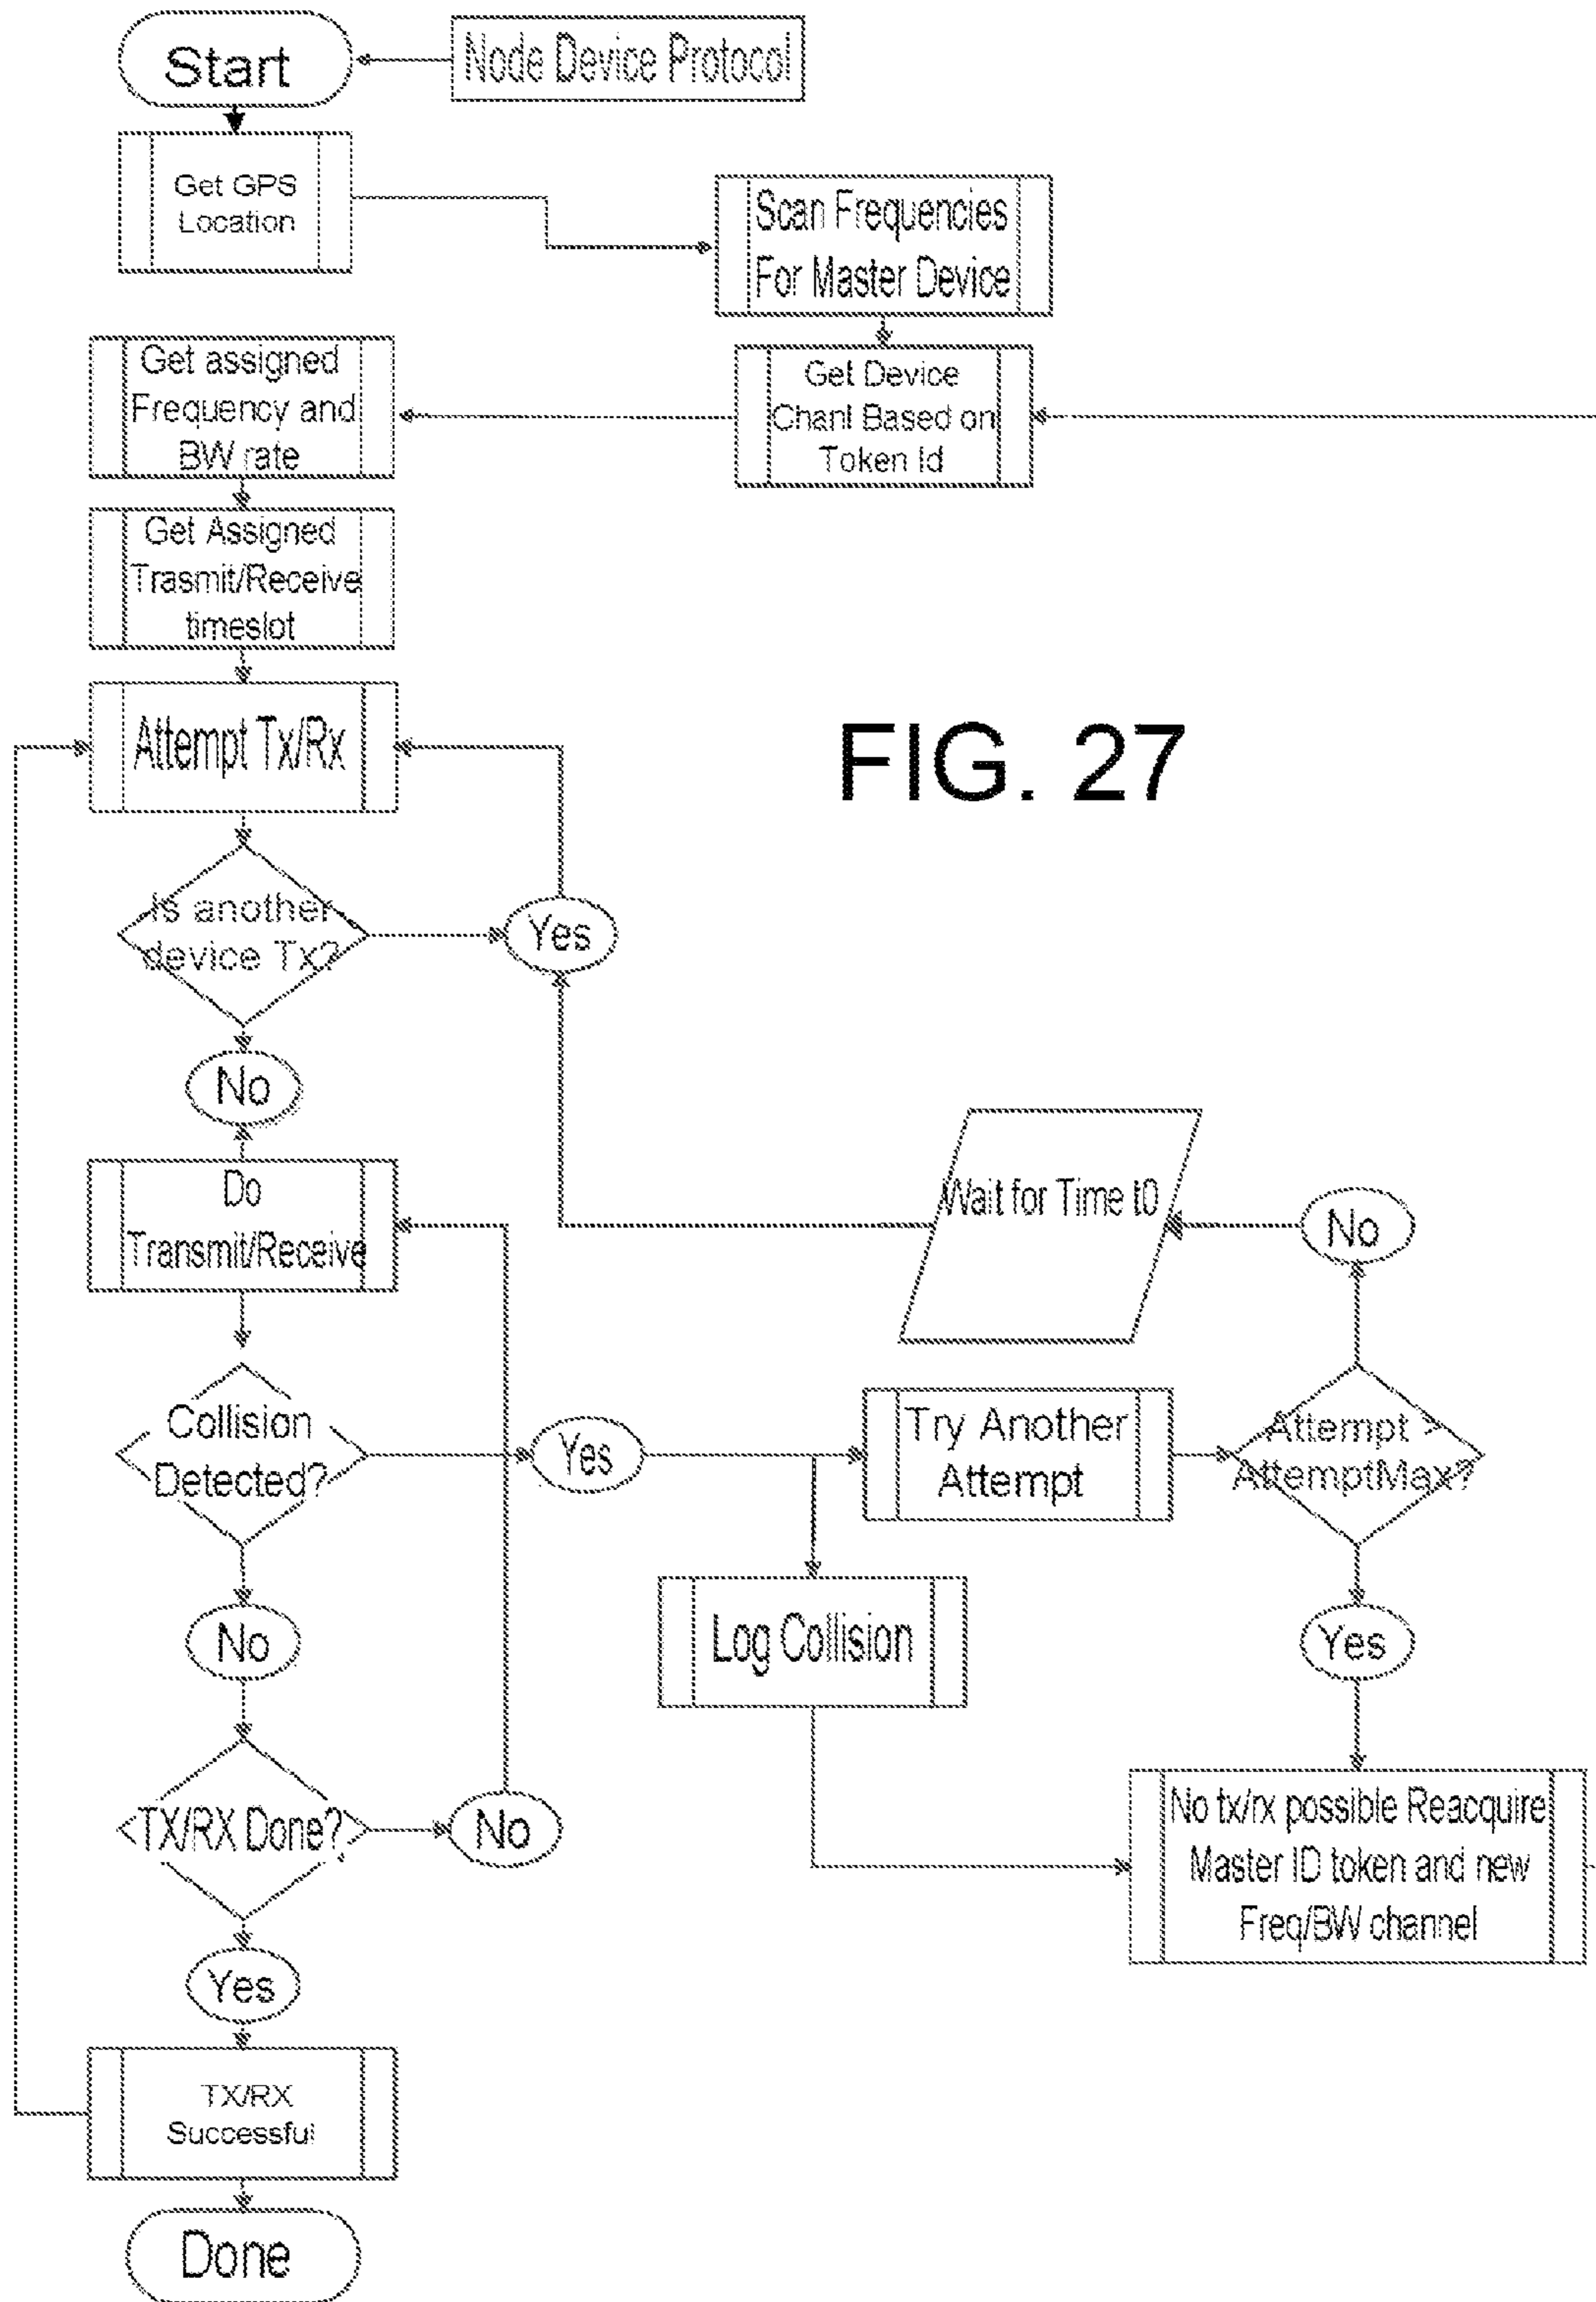 Start
Node Device Protocol
Get GPS
Location
Scan Frequencies
For Master Device
Get assigned
Frequency and
BW rate
Get Device
Chanl Based on
Token Id
Get Assigned
Trasmit/Receive
timeslot
Attempt Tx/Rx
FIG. 27
Is another
device Tx?
Yes
No
Do
Transmit/Receive
Wait for Time t0
No
Collision
Detected?
Yes
Try Another
Attempt
Attempt >
AttemptMax?
No
Log Collision
Yes
TX/RX Done?
No
No tx/rx possible Reacquire
Master ID token and new
Freq/BW channel
Yes
TX/RX
Successful
Done